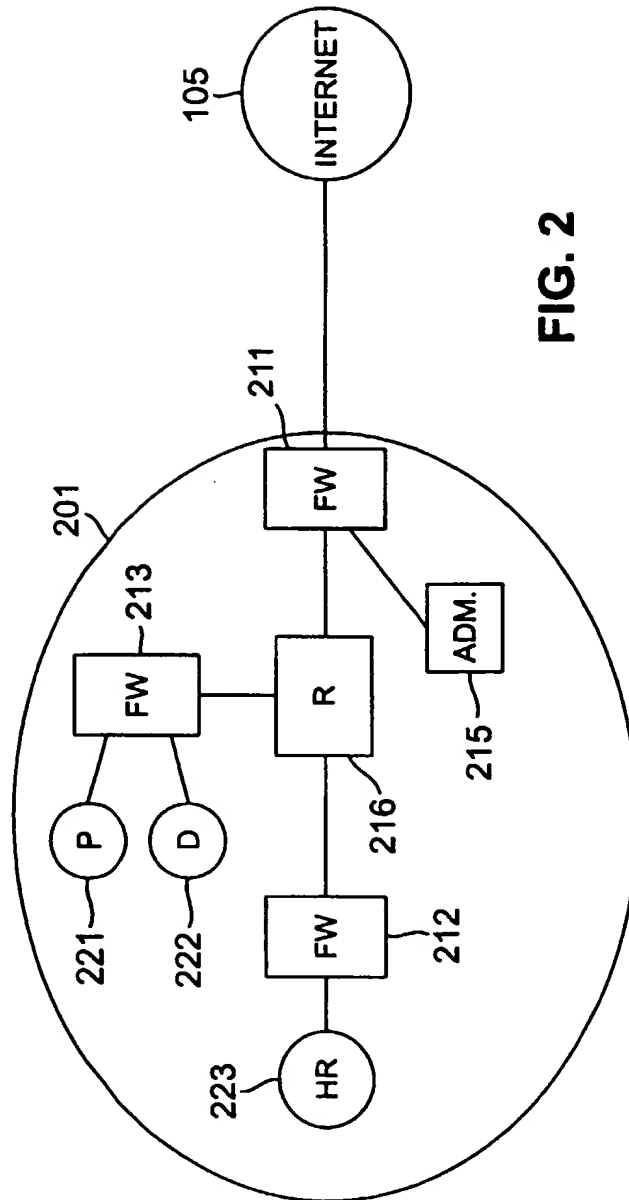 201
213
FW
P
221
D
222
211
FW
105
INTERNET
R
216
ADM.
215
HR
223
FW
212
FIG. 2